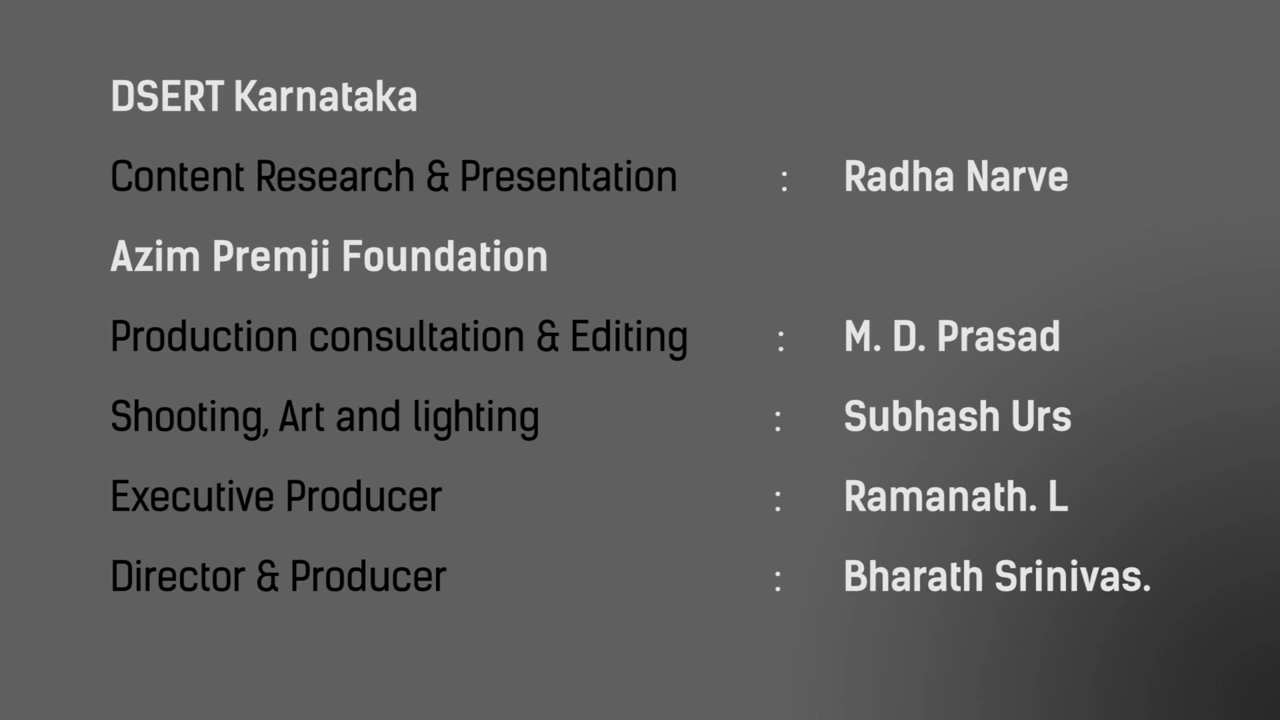 DSERT Karnataka
Content Research & Presentation : Radha Narve
Azim Premji Foundation
Production consultation & Editing : M. D. Prasad
Shooting, Art and lighting : Subhash Urs
Executive Producer : Ramanath. L
Director & Producer : Bharath Srinivas.